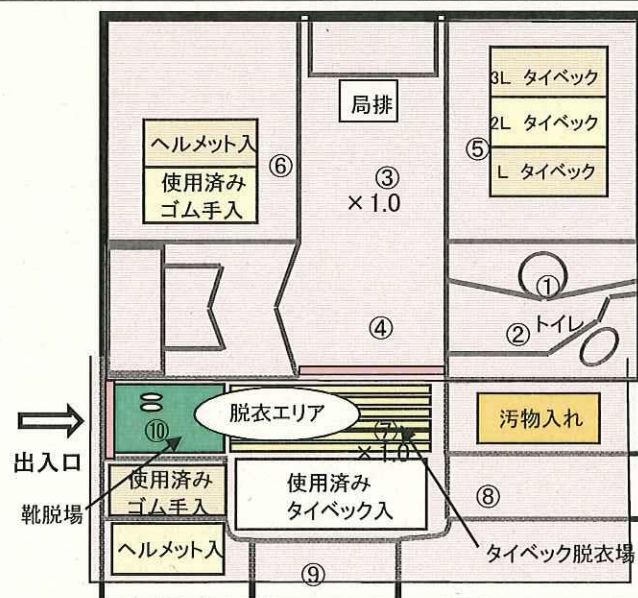 局排
3L タイベック
2L タイベック
L タイベック
ヘルメット入
使用済み
ゴム手入
⑥
③
×1.0
⑤
①
②
トイレ
④
脱衣エリア
⑩
⑦
×1.0
汚物入れ
出入口
使用済み
ゴム手入
使用済み
タイベック入
⑧
靴脱場
ヘルメット入
タイベック脱衣場
⑨